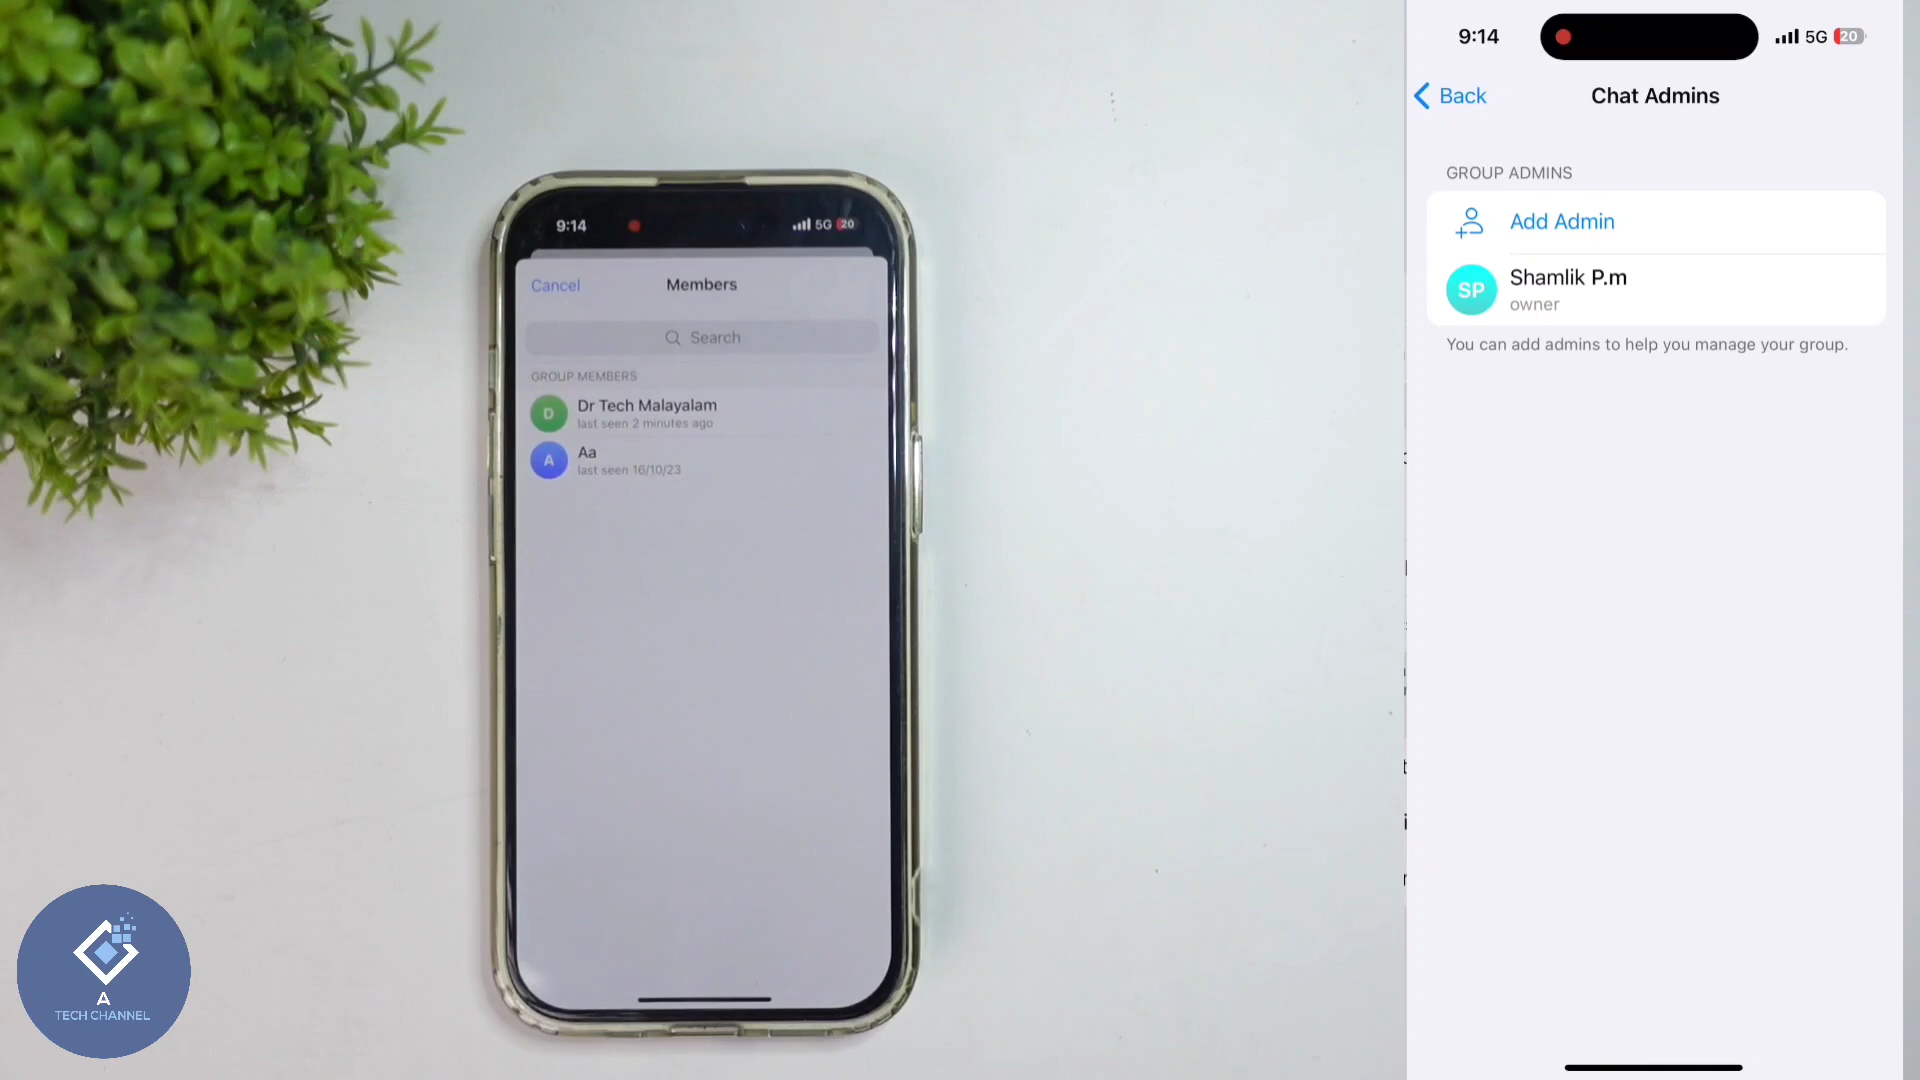 9:14
5G 20
Cancel
Members
Search
GROUP MEMBERS
D
Dr Tech Malayalam
last seen 2 minutes ago
A
Aa
last seen 16/10/23
A
TECH CHANNEL
9:14
5G 20
Back
Chat Admins
GROUP ADMINS
Add Admin
SP
Shamlik P.m
owner
You can add admins to help you manage your group.